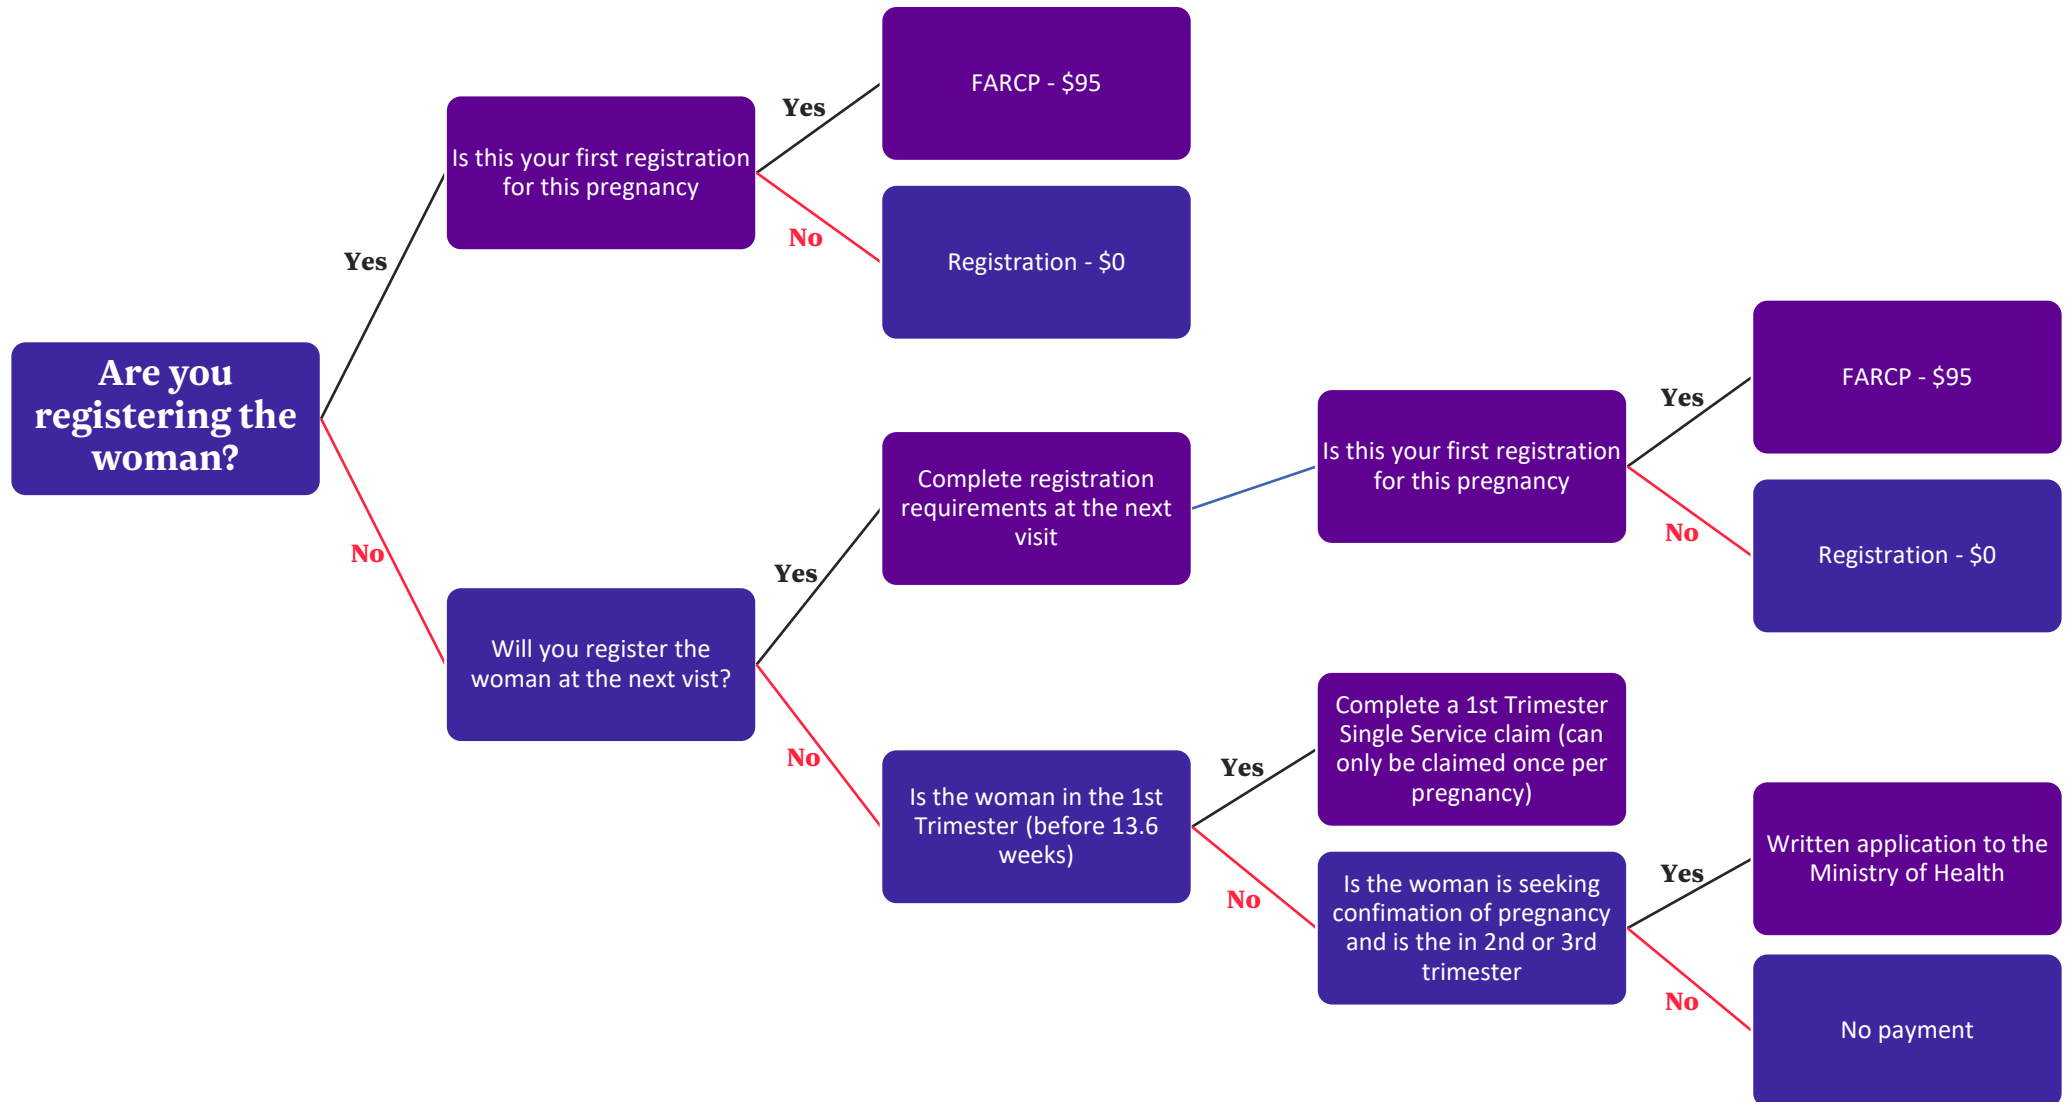 FARCP - $95
Yes
Is this your first registration
for this pregnancy
No
Registration - $0
Yes
Are you
registering the
woman?
No
Will you register the
woman at the next vist?
Yes
Complete registration
requirements at the next
visit
Is this your first registration
for this pregnancy
Yes
FARCP - $95
No
Registration - $0
No
Is the woman in the 1st
Trimester (before 13.6
weeks)
Yes
Complete a 1st Trimester
Single Service claim (can
only be claimed once per
pregnancy)
No
Is the woman is seeking
confimation of pregnancy
and is the in 2nd or 3rd
trimester
Yes
Written application to the
Ministry of Health
No
No payment